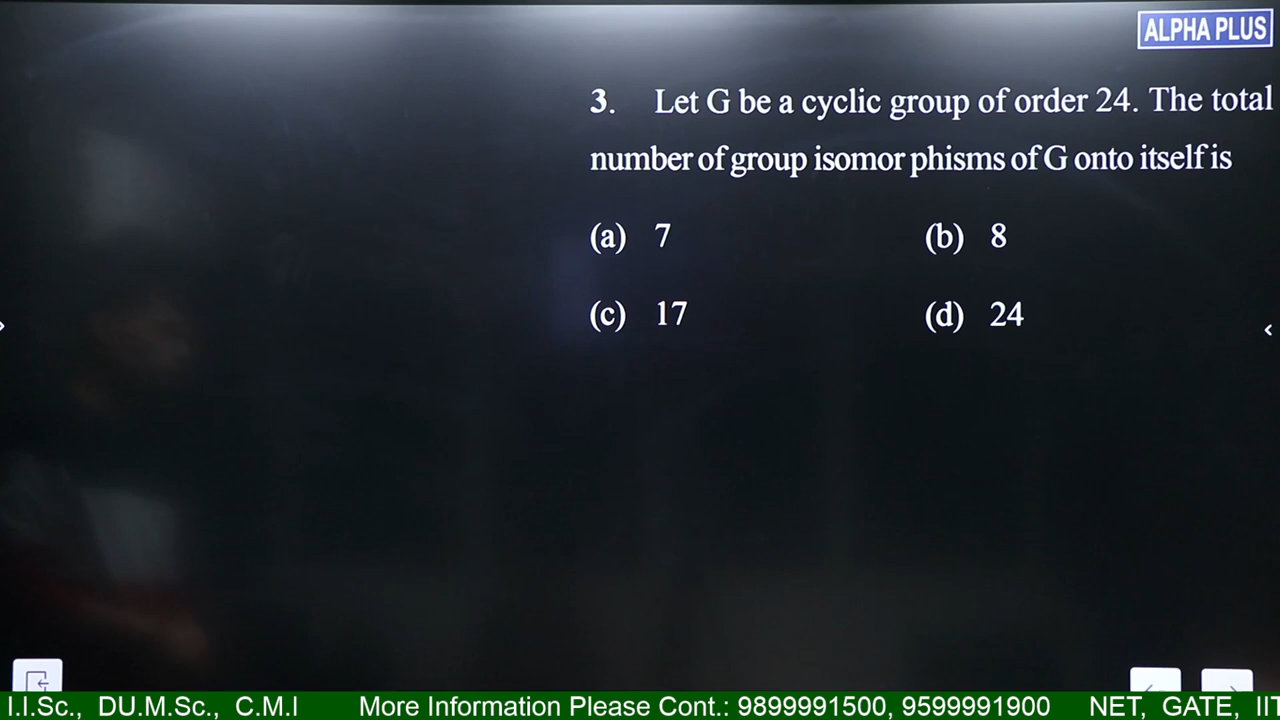 ALPHA PLUS
3. Let G be a cyclic group of order 24. The total
number of group isomor phisms of G onto itself is
(a) 7 (b) 8
(c) 17 (d) 24
I.I.Sc., DU.M.Sc., C.M.I More Information Please Cont.: 9899991500, 9599991900 NET, GATE, IIT